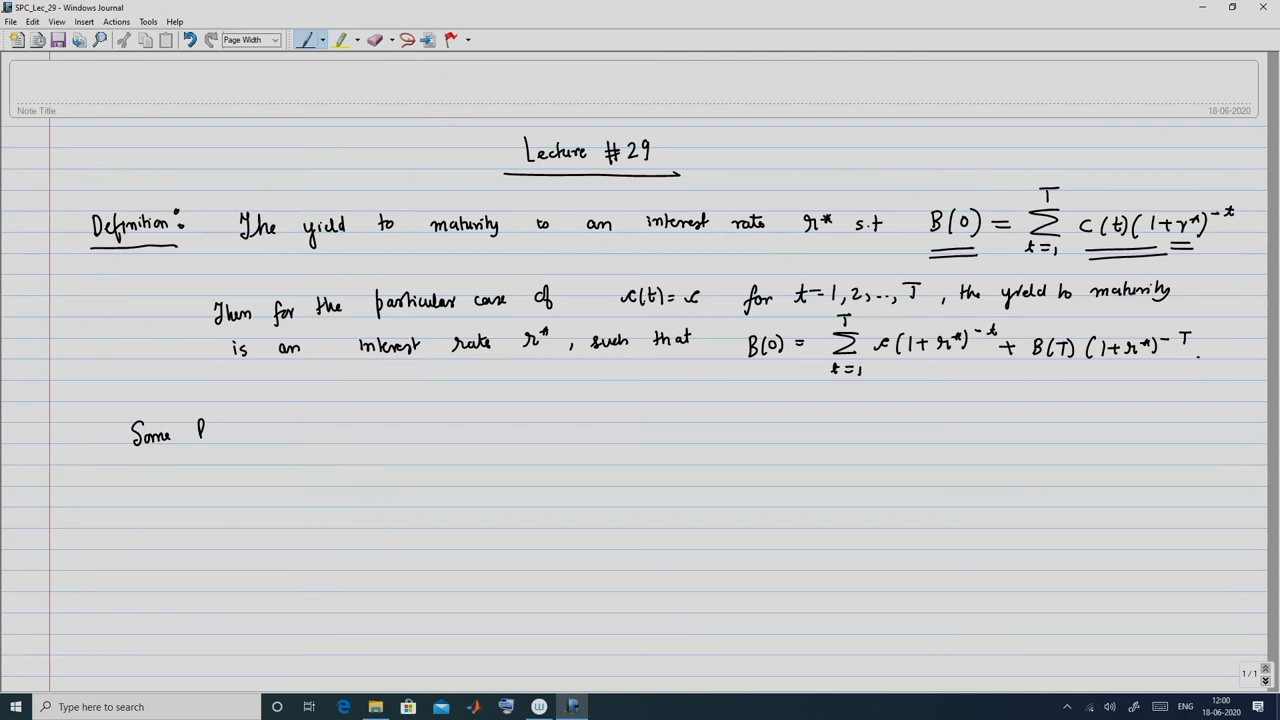 SPC_Lec_29 - Windows Journal
File Edit View Insert Actions Tools Help
Page Width
Note Title
18-06-2020
Lecture #29
Definition: The yield to maturity to an interest rate r* s.t B(0) = T Σ t=1 C(t)(1+r*)^-t
Then for the particular case of c(t)=c for t=1,2,..,T, the yield to maturity
is an interest rate r*, such that B(0) = T Σ t=1 c(1+r*)^-t + B(T)(1+r*)^-T.
Some P
1/1
Type here to search
ENG
12:00
18-06-2020